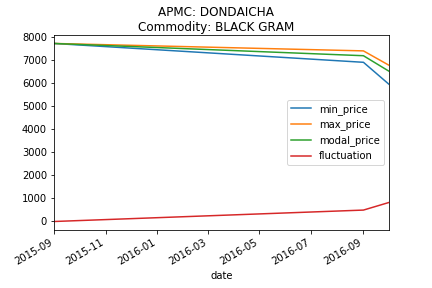 APMC: DONDAICHA
Commodity: BLACK GRAM
8000
7000
6000
5000
4000
3000
2000
1000
0
min_price
max_price
modal_price
fluctuation
2015-09
2015-11
2016-01
2016-03
2016-05
2016-07
2016-09
date